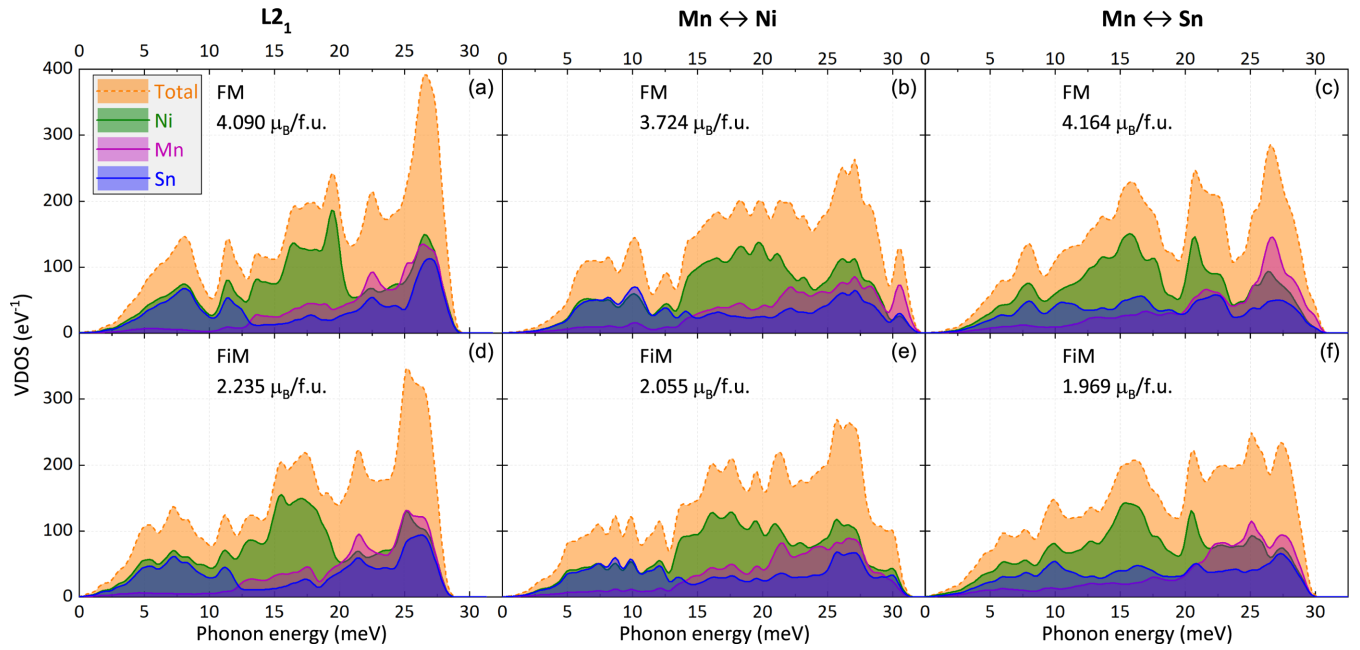 L2₁ Mn ↔ Ni Mn ↔ Sn
0 5 10 15 20 25 30 0 5 10 15 20 25 30 0 5 10 15 20 25 30
400
300
200
100
0
Total
Ni
Mn
Sn
FM
4.090 μB/f.u.
(a)
FM
3.724 μB/f.u.
(b)
FM
4.164 μB/f.u.
(c)
VDOS (eV⁻¹)
300
200
100
0
FiM
2.235 μB/f.u.
(d)
FiM
2.055 μB/f.u.
(e)
FiM
1.969 μB/f.u.
(f)
0 5 10 15 20 25 30 0 5 10 15 20 25 30 0 5 10 15 20 25 30
Phonon energy (meV) Phonon energy (meV) Phonon energy (meV)